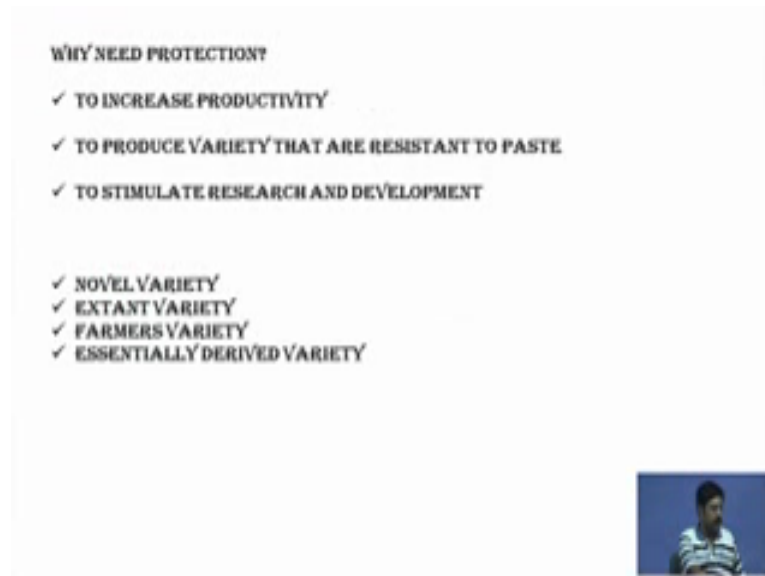 WHY NEED PROTECTION?
✓ TO INCREASE PRODUCTIVITY
✓ TO PRODUCE VARIETY THAT ARE RESISTANT TO PASTE
✓ TO STIMULATE RESEARCH AND DEVELOPMENT
✓ NOVEL VARIETY
✓ EXTANT VARIETY
✓ FARMERS VARIETY
✓ ESSENTIALLY DERIVED VARIETY